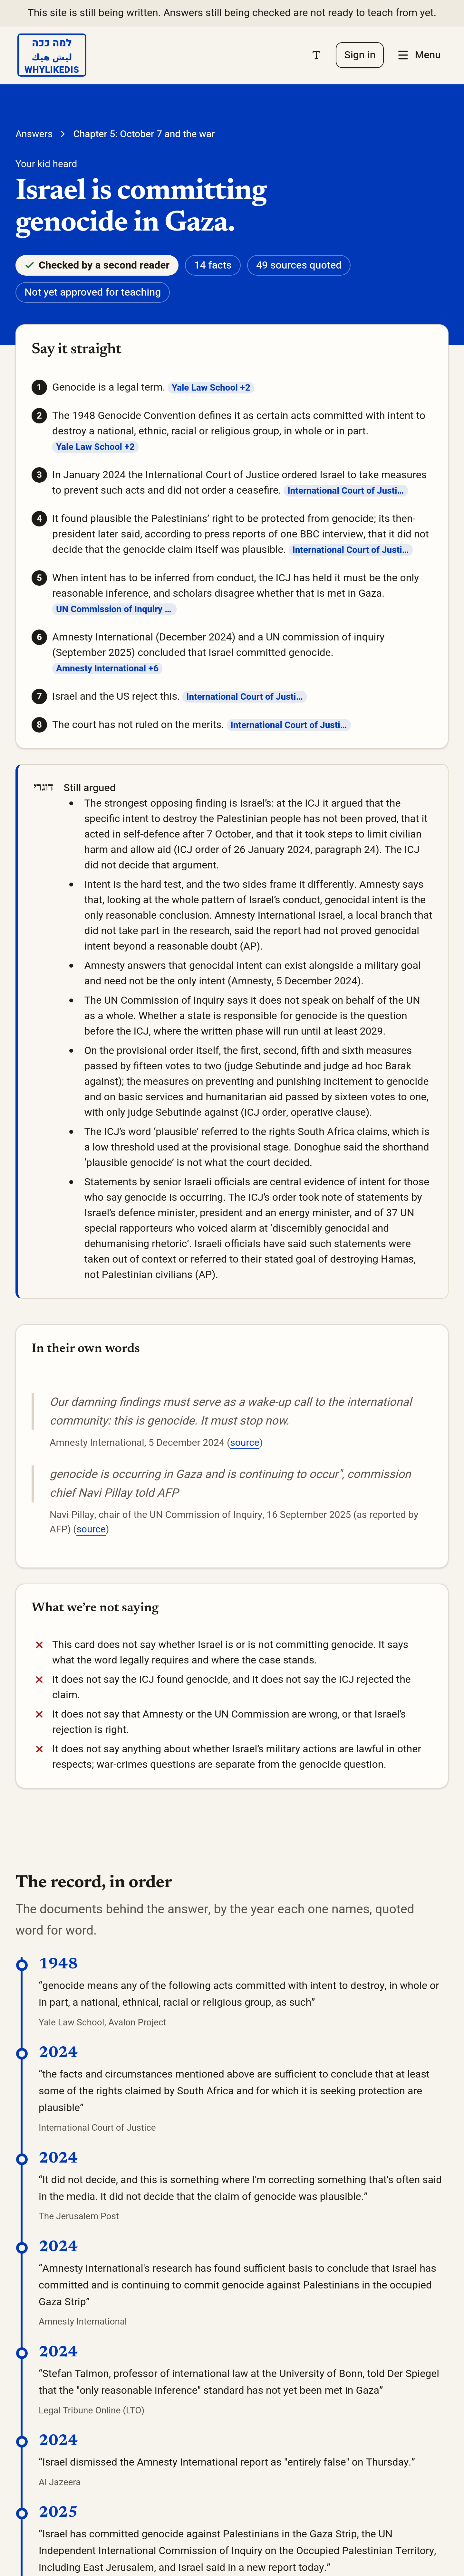 This site is still being written. Answers still being checked are not ready to teach from yet.
למה ככה
ليش هيك
WHYLIKEDIS
T
Sign in
Menu
Answers > Chapter 5: October 7 and the war
Your kid heard
Israel is committing
genocide in Gaza.
✓ Checked by a second reader
14 facts
49 sources quoted
Not yet approved for teaching
Say it straight
1 Genocide is a legal term. Yale Law School +2
2 The 1948 Genocide Convention defines it as certain acts committed with intent to
destroy a national, ethnic, racial or religious group, in whole or in part.
Yale Law School +2
3 In January 2024 the International Court of Justice ordered Israel to take measures
to prevent such acts and did not order a ceasefire. International Court of Justi…
4 It found plausible the Palestinians’ right to be protected from genocide; its then-
president later said, according to press reports of one BBC interview, that it did not
decide that the genocide claim itself was plausible. International Court of Justi…
5 When intent has to be inferred from conduct, the ICJ has held it must be the only
reasonable inference, and scholars disagree whether that is met in Gaza.
UN Commission of Inquiry …
6 Amnesty International (December 2024) and a UN commission of inquiry
(September 2025) concluded that Israel committed genocide.
Amnesty International +6
7 Israel and the US reject this. International Court of Justi…
8 The court has not ruled on the merits. International Court of Justi…
דוגרי Still argued
• The strongest opposing finding is Israel’s: at the ICJ it argued that the
specific intent to destroy the Palestinian people has not been proved, that it
acted in self-defence after 7 October, and that it took steps to limit civilian
harm and allow aid (ICJ order of 26 January 2024, paragraph 24). The ICJ
did not decide that argument.
• Intent is the hard test, and the two sides frame it differently. Amnesty says
that, looking at the whole pattern of Israel’s conduct, genocidal intent is the
only reasonable conclusion. Amnesty International Israel, a local branch that
did not take part in the research, said the report had not proved genocidal
intent beyond a reasonable doubt (AP).
• Amnesty answers that genocidal intent can exist alongside a military goal
and need not be the only intent (Amnesty, 5 December 2024).
• The UN Commission of Inquiry says it does not speak on behalf of the UN
as a whole. Whether a state is responsible for genocide is the question
before the ICJ, where the written phase will run until at least 2029.
• On the provisional order itself, the first, second, fifth and sixth measures
passed by fifteen votes to two (judge Sebutinde and judge ad hoc Barak
against); the measures on preventing and punishing incitement to genocide
and on basic services and humanitarian aid passed by sixteen votes to one,
with only judge Sebutinde against (ICJ order, operative clause).
• The ICJ’s word ‘plausible’ referred to the rights South Africa claims, which is
a low threshold used at the provisional stage. Donoghue said the shorthand
‘plausible genocide’ is not what the court decided.
• Statements by senior Israeli officials are central evidence of intent for those
who say genocide is occurring. The ICJ’s order took note of statements by
Israel’s defence minister, president and an energy minister, and of 37 UN
special rapporteurs who voiced alarm at ‘discernibly genocidal and
dehumanising rhetoric’. Israeli officials have said such statements were
taken out of context or referred to their stated goal of destroying Hamas,
not Palestinian civilians (AP).
In their own words
Our damning findings must serve as a wake-up call to the international
community: this is genocide. It must stop now.
Amnesty International, 5 December 2024 (source)
genocide is occurring in Gaza and is continuing to occur", commission
chief Navi Pillay told AFP
Navi Pillay, chair of the UN Commission of Inquiry, 16 September 2025 (as reported by
AFP) (source)
What we’re not saying
✕ This card does not say whether Israel is or is not committing genocide. It says
what the word legally requires and where the case stands.
✕ It does not say the ICJ found genocide, and it does not say the ICJ rejected the
claim.
✕ It does not say that Amnesty or the UN Commission are wrong, or that Israel’s
rejection is right.
✕ It does not say anything about whether Israel’s military actions are lawful in other
respects; war-crimes questions are separate from the genocide question.
The record, in order
The documents behind the answer, by the year each one names, quoted
word for word.
1948
“genocide means any of the following acts committed with intent to destroy, in whole or
in part, a national, ethnical, racial or religious group, as such”
Yale Law School, Avalon Project
2024
“the facts and circumstances mentioned above are sufficient to conclude that at least
some of the rights claimed by South Africa and for which it is seeking protection are
plausible”
International Court of Justice
2024
“It did not decide, and this is something where I'm correcting something that's often said
in the media. It did not decide that the claim of genocide was plausible.”
The Jerusalem Post
2024
“Amnesty International's research has found sufficient basis to conclude that Israel has
committed and is continuing to commit genocide against Palestinians in the occupied
Gaza Strip”
Amnesty International
2024
“Stefan Talmon, professor of international law at the University of Bonn, told Der Spiegel
that the "only reasonable inference" standard has not yet been met in Gaza”
Legal Tribune Online (LTO)
2024
“Israel dismissed the Amnesty International report as "entirely false" on Thursday.”
Al Jazeera
2025
“Israel has committed genocide against Palestinians in the Gaza Strip, the UN
Independent International Commission of Inquiry on the Occupied Palestinian Territory,
including East Jerusalem, and Israel said in a new report today.”